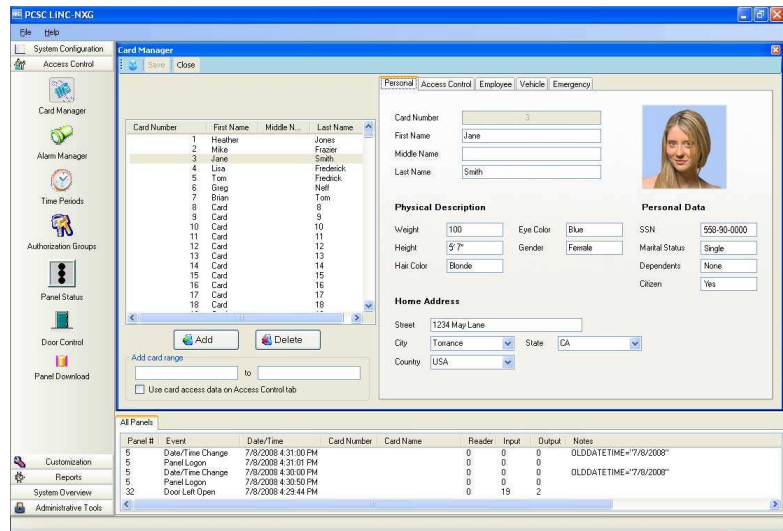 PCSC LiNC-NXG
File Help
System Configuration
Access Control
Card Manager
Alarm Manager
Time Periods
Authorization Groups
Panel Status
Door Control
Panel Download
Customization
Reports
System Overview
Administrative Tools
Card Manager
Save Close
Card Number First Name Middle N... Last Name
1 Heather Jones
2 Mike Frazier
3 Jane Smith
4 Lisa Frederick
5 Tom Fredrick
6 Greg Neff
7 Brian Tom
8 Card 8
9 Card 9
10 Card 10
11 Card 11
12 Card 12
13 Card 13
14 Card 14
15 Card 15
16 Card 16
17 Card 17
18 Card 18
Add Delete
Add card range
to
Use card access data on Access Control tab
Personal Access Control Employee Vehicle Emergency
Card Number 3
First Name Jane
Middle Name
Last Name Smith
Physical Description
Weight 100 Eye Color Blue
Height 5' 7" Gender Female
Hair Color Blonde
Personal Data
SSN 558-90-0000
Marital Status Single
Dependents None
Citizen Yes
Home Address
Street 1234 May Lane
City Torrance State CA
Country USA
All Panels
Panel # Event Date/Time Card Number Card Name Reader Input Output Notes
5 Date/Time Change 7/8/2008 4:31:00 PM 0 0 0 OLDDATETIME="7/8/2008"
5 Panel Logon 7/8/2008 4:31:01 PM 0 0 0
5 Date/Time Change 7/8/2008 4:30:00 PM 0 0 0 OLDDATETIME="7/8/2008"
5 Panel Logon 7/8/2008 4:30:50 PM 0 0 0
32 Door Left Open 7/8/2008 4:29:44 PM 0 19 2